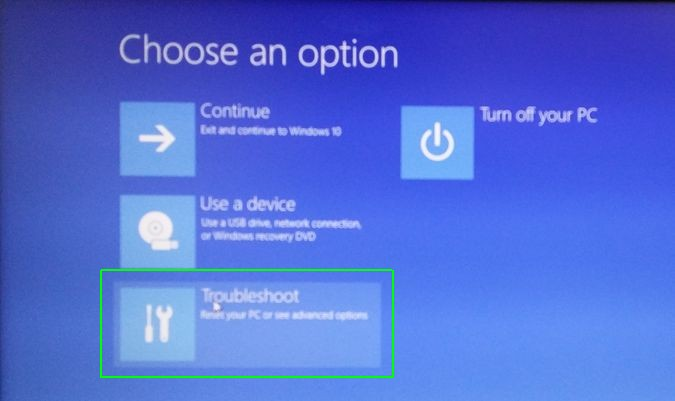 Choose an option
Continue
Exit and continue to Windows 10
Turn off your PC
Use a device
Use a USB drive, network connection,
or Windows recovery DVD
Troubleshoot
Reset your PC or see advanced options